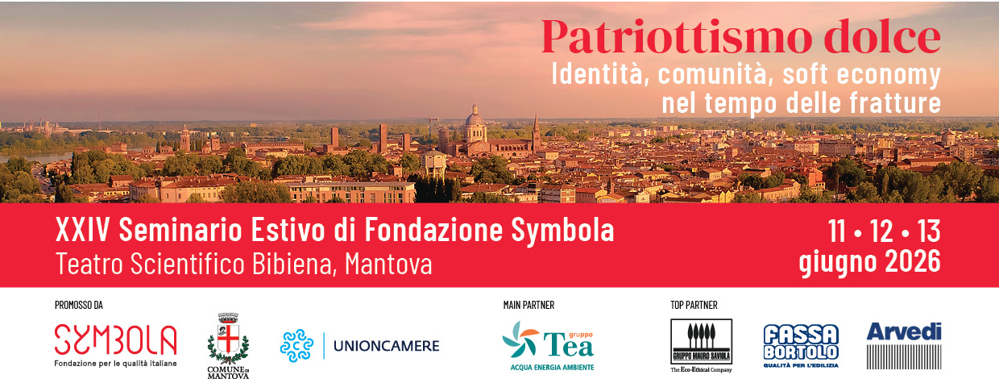 Patriottismo dolce
Identità, comunità, soft economy
nel tempo delle fratture
XXIV Seminario Estivo di Fondazione Symbola
Teatro Scientifico Bibiena, Mantova
11 • 12 • 13
giugno 2026
PROMOSSO DA
SYMBOLA
Fondazione per le qualità italiane
COMUNE DI
MANTOVA
UNIONCAMERE
MAIN PARTNER
gruppo
Tea
ACQUA ENERGIA AMBIENTE
TOP PARTNER
GRUPPO MAURO SAVIOLA
The Eco-Ethical Company
FASSA
BORTOLO
QUALITÀ PER L'EDILIZIA
Arvedi